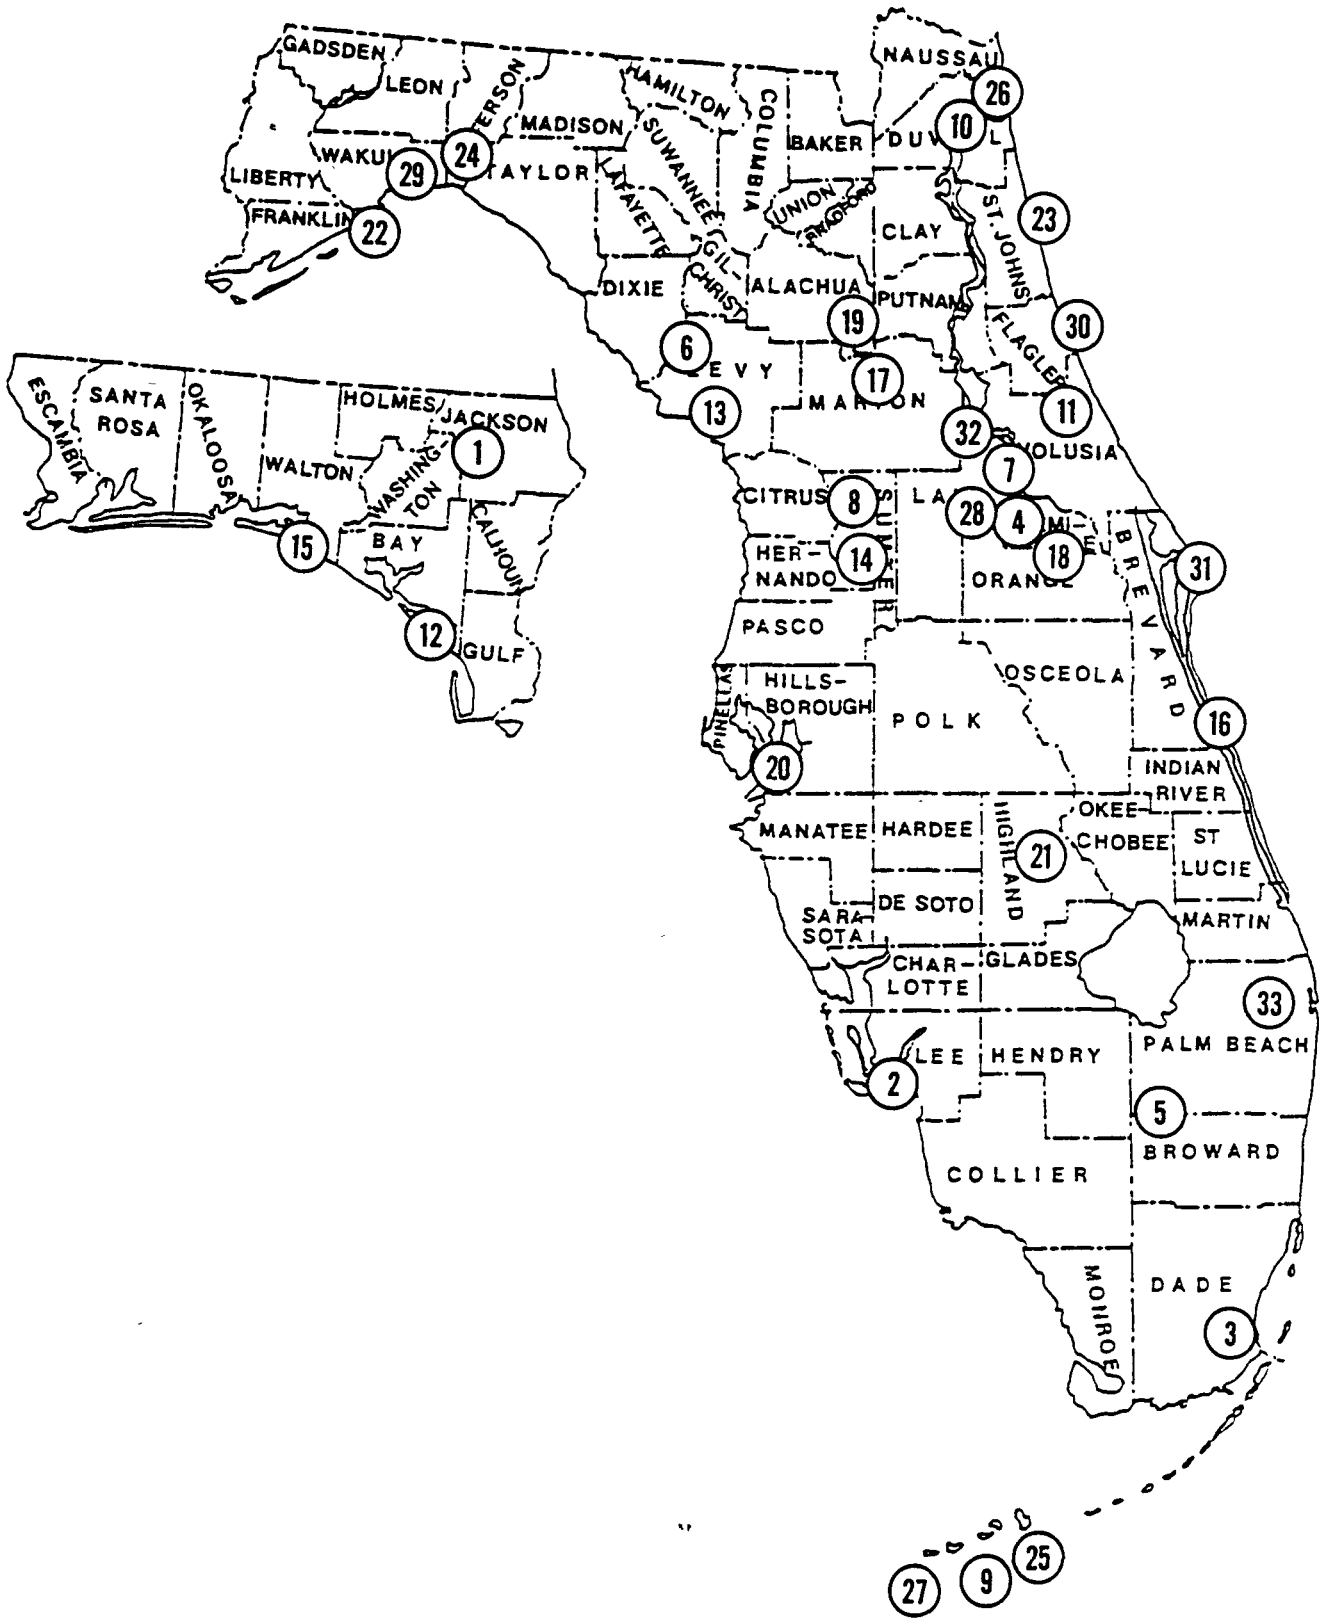 GADSDEN
LEON
ERSON
MADISON
HAMILTON
SUWANNEE
COLUMBIA
BAKER
NAUSSAU
26
10
DUV L
WAKUL
29
24
TAYLOR
LAFAYETTE
UNION
BRADFORD
CLAY
ST. JOHNS
23
LIBERTY
FRANKLIN
22
DIXIE
GIL-
CHRIST
ALACHUA
PUTNAM
19
FLAGLER
30
6
EVY
17
MARION
11
13
32
VOLUSIA
7
ESCAMBIA
SANTA
ROSA
OKALOOSA
WALTON
HOLMES
JACKSON
1
WASHING-
TON
15
BAY
CALHOUN
12
GULF
CITRUS
8
SUMTER
LA
28
4
MI-
18
HER-
NANDO
14
ORANGE
BREVARD
31
PASCO
OSCEOLA
PINELLAS
HILLS-
BOROUGH
POLK
16
20
INDIAN
RIVER
MANATEE
HARDEE
HIGHLAND
21
OKEE-
CHOBEE
ST
LUCIE
SARA-
SOTA
DE SOTO
MARTIN
CHAR-
LOTTE
GLADES
33
LEE
HENDRY
PALM BEACH
2
5
BROWARD
COLLIER
MONROE
DADE
3
25
9
27